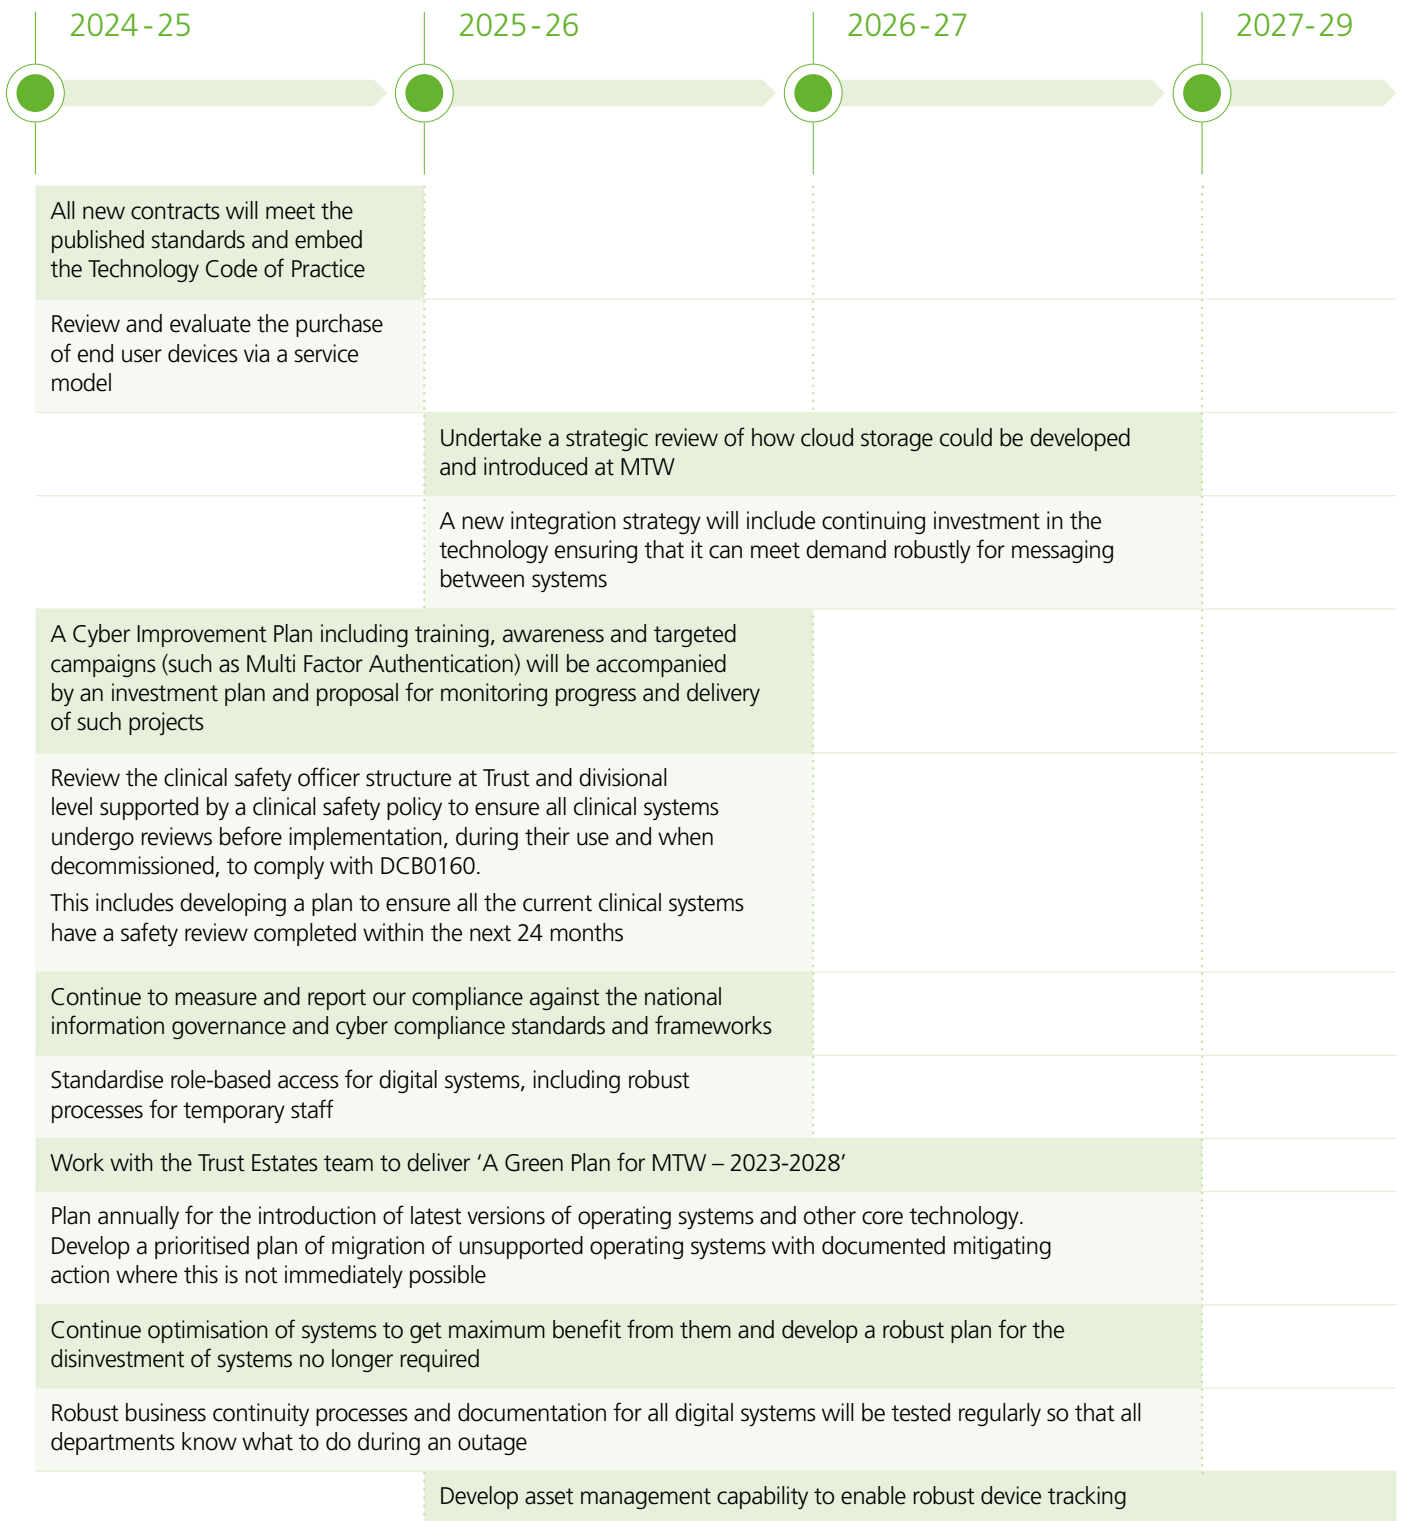 2024-25
2025-26
2026-27
2027-29
All new contracts will meet the
published standards and embed
the Technology Code of Practice
Review and evaluate the purchase
of end user devices via a service
model
Undertake a strategic review of how cloud storage could be developed
and introduced at MTW
A new integration strategy will include continuing investment in the
technology ensuring that it can meet demand robustly for messaging
between systems
A Cyber Improvement Plan including training, awareness and targeted
campaigns (such as Multi Factor Authentication) will be accompanied
by an investment plan and proposal for monitoring progress and delivery
of such projects
Review the clinical safety officer structure at Trust and divisional
level supported by a clinical safety policy to ensure all clinical systems
undergo reviews before implementation, during their use and when
decommissioned, to comply with DCB0160.
This includes developing a plan to ensure all the current clinical systems
have a safety review completed within the next 24 months
Continue to measure and report our compliance against the national
information governance and cyber compliance standards and frameworks
Standardise role-based access for digital systems, including robust
processes for temporary staff
Work with the Trust Estates team to deliver ‘A Green Plan for MTW – 2023-2028’
Plan annually for the introduction of latest versions of operating systems and other core technology.
Develop a prioritised plan of migration of unsupported operating systems with documented mitigating
action where this is not immediately possible
Continue optimisation of systems to get maximum benefit from them and develop a robust plan for the
disinvestment of systems no longer required
Robust business continuity processes and documentation for all digital systems will be tested regularly so that all
departments know what to do during an outage
Develop asset management capability to enable robust device tracking